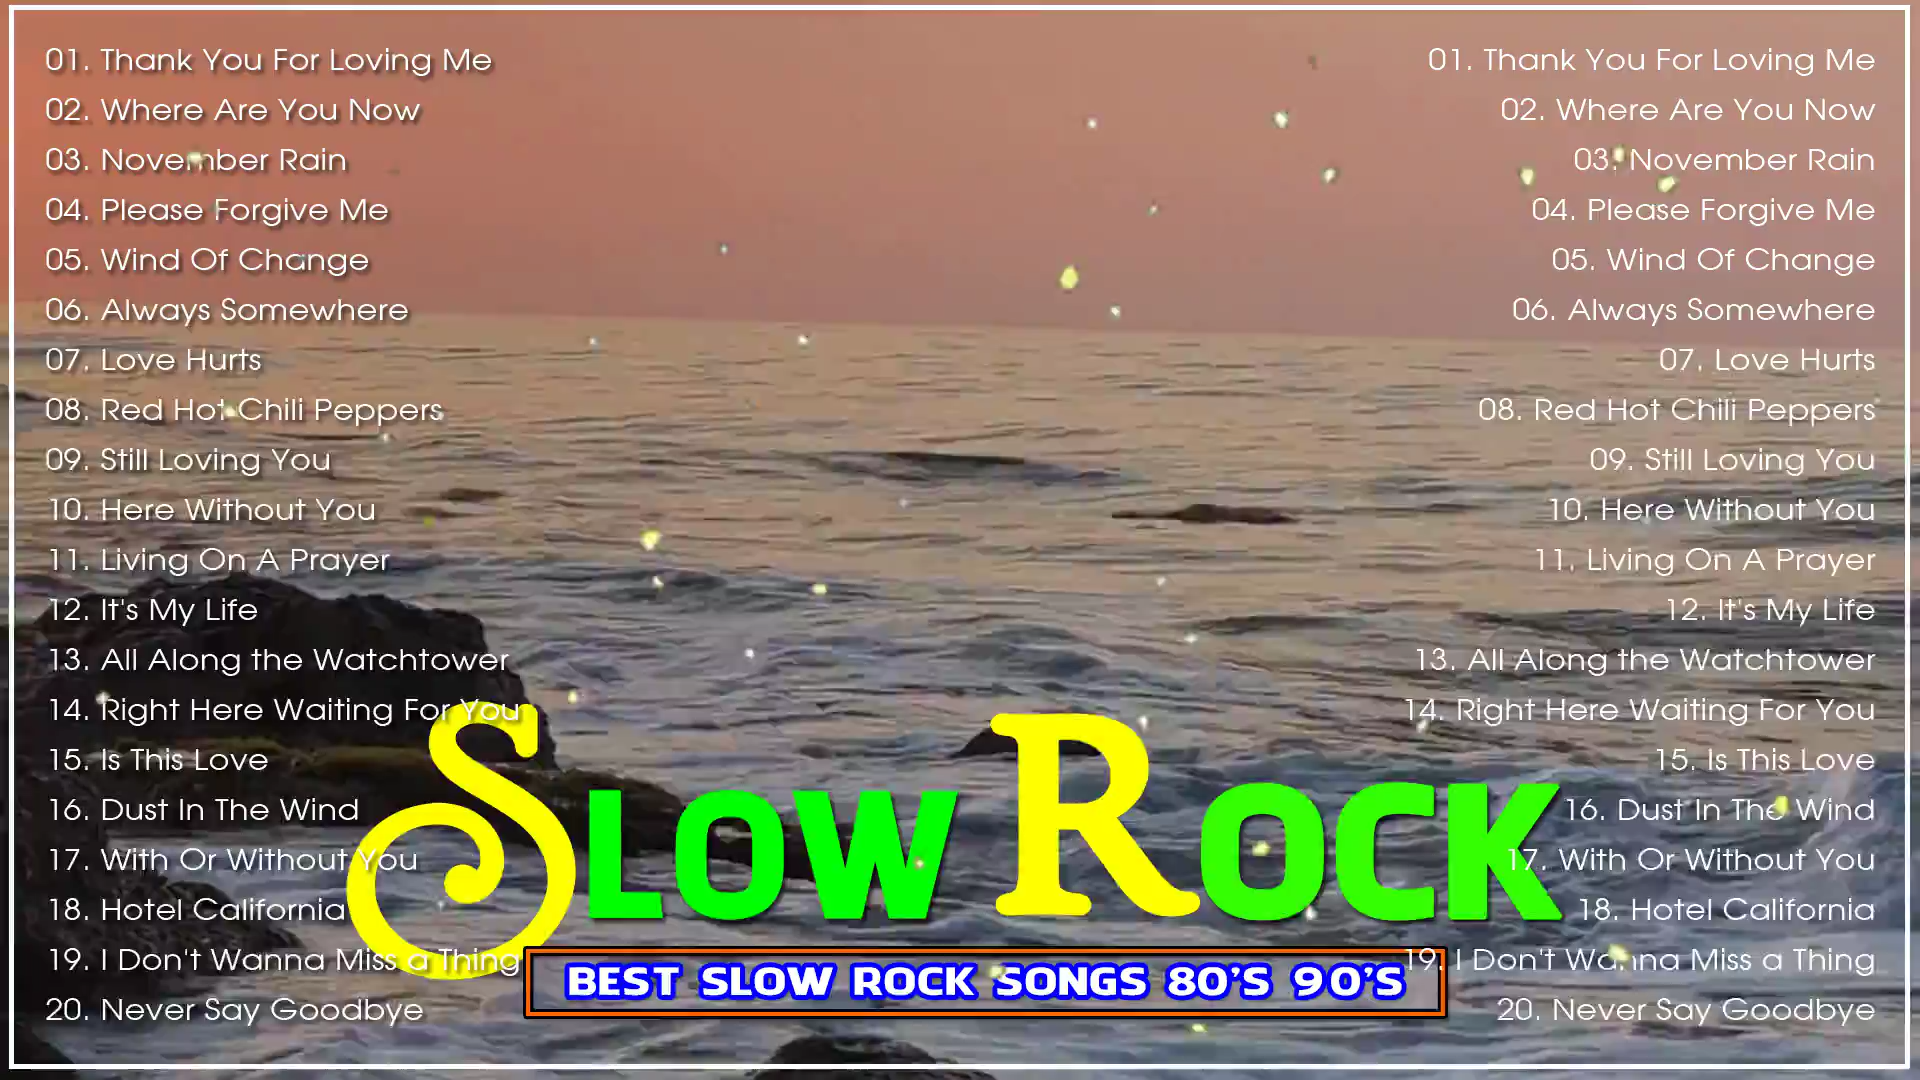 01. Thank You For Loving Me
02. Where Are You Now
03. November Rain
04. Please Forgive Me
05. Wind Of Change
06. Always Somewhere
07. Love Hurts
08. Red Hot Chili Peppers
09. Still Loving You
10. Here Without You
11. Living On A Prayer
12. It's My Life
13. All Along the Watchtower
14. Right Here Waiting For You
15. Is This Love
16. Dust In The Wind
17. With Or Without You
18. Hotel California
19. I Don't Wanna Miss a Thing
20. Never Say Goodbye
01. Thank You For Loving Me
02. Where Are You Now
03. November Rain
04. Please Forgive Me
05. Wind Of Change
06. Always Somewhere
07. Love Hurts
08. Red Hot Chili Peppers
09. Still Loving You
10. Here Without You
11. Living On A Prayer
12. It's My Life
13. All Along the Watchtower
14. Right Here Waiting For You
15. Is This Love
16. Dust In The Wind
17. With Or Without You
18. Hotel California
19. I Don't Wanna Miss a Thing
20. Never Say Goodbye
SLOW ROCK
BEST SLOW ROCK SONGS 80'S 90'S